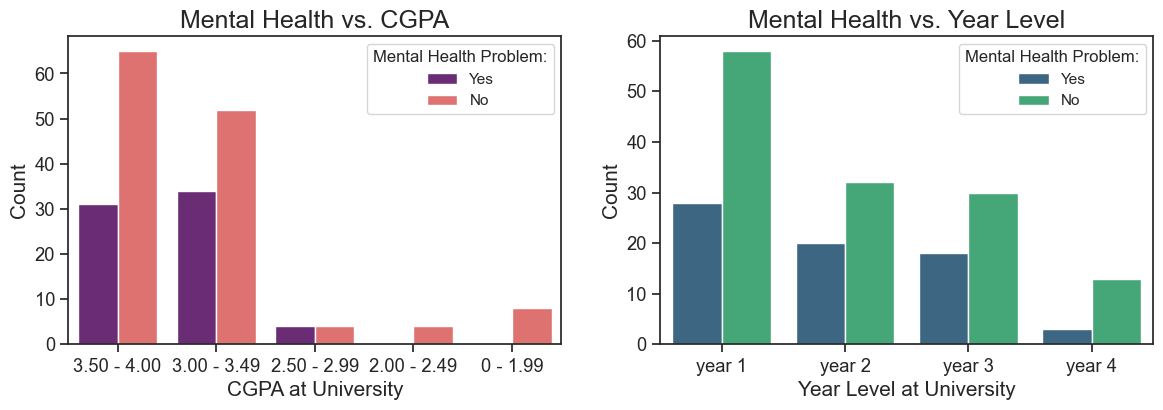 Mental Health vs. CGPA
Mental Health Problem:
Yes
No
Count
60
50
40
30
20
10
0
3.50 - 4.00 3.00 - 3.49 2.50 - 2.99 2.00 - 2.49 0 - 1.99
CGPA at University
Mental Health vs. Year Level
Mental Health Problem:
Yes
No
Count
60
50
40
30
20
10
0
year 1 year 2 year 3 year 4
Year Level at University